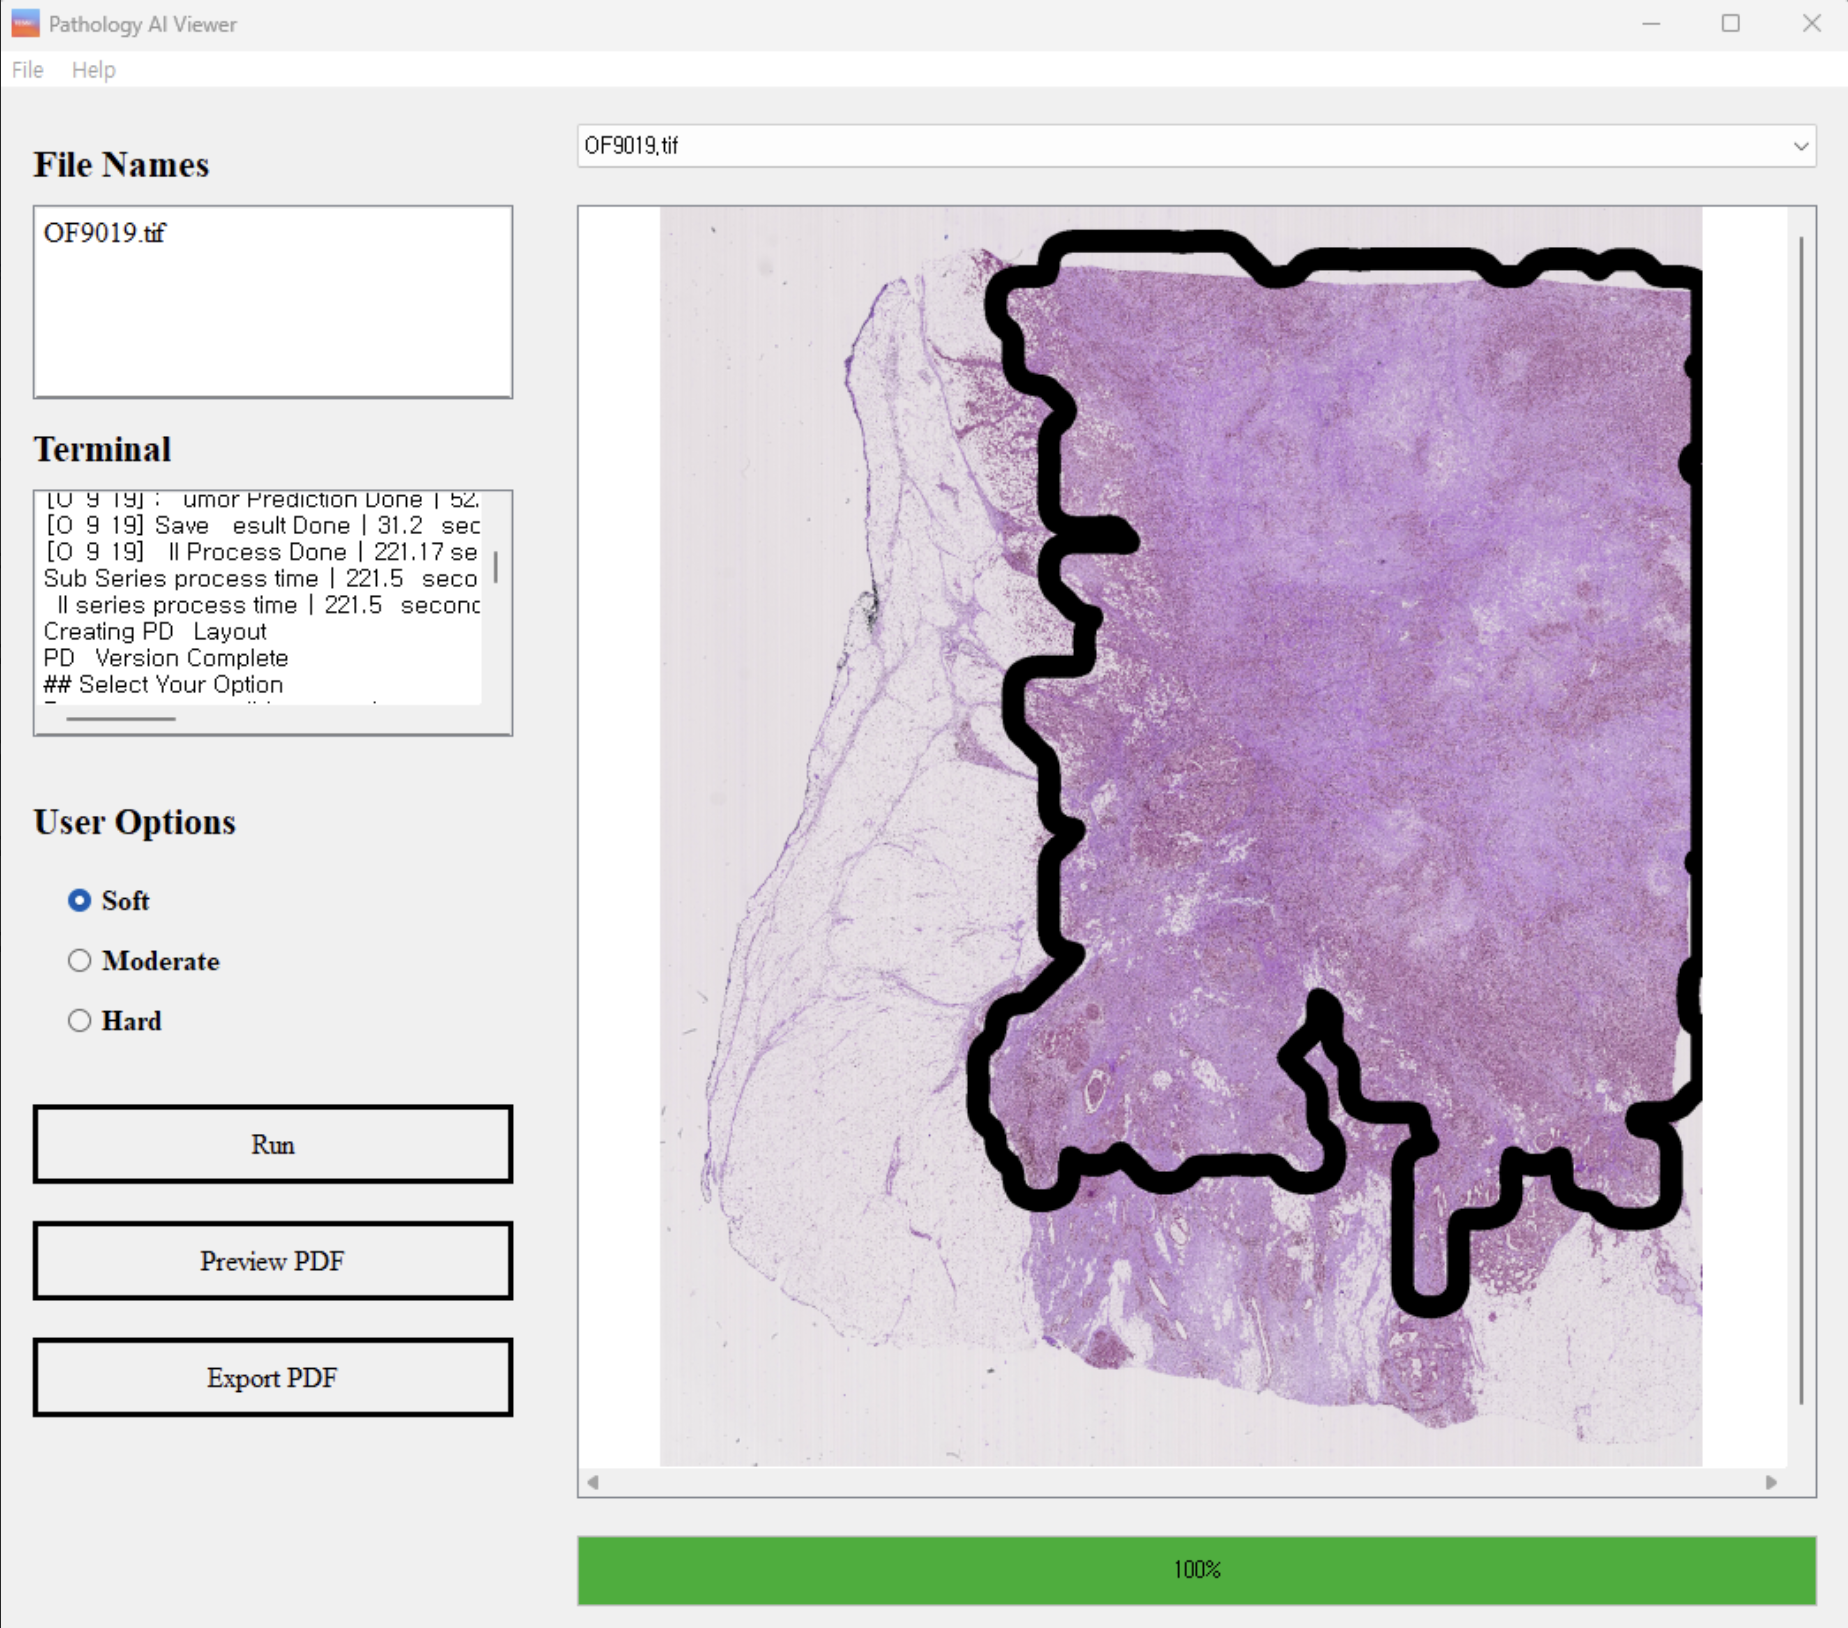 Pathology AI Viewer
File Help
File Names
OF9019.tif
Terminal
[O 9 19] : umor Prediction Done | 52.
[O 9 19] Save esult Done | 31.2 sec
[O 9 19] ll Process Done | 221.17 se
Sub Series process time | 221.5 seco
ll series process time | 221.5 second
Creating PD Layout
PD Version Complete
## Select Your Option
User Options
Soft
Moderate
Hard
Run
Preview PDF
Export PDF
OF9019.tif
100%